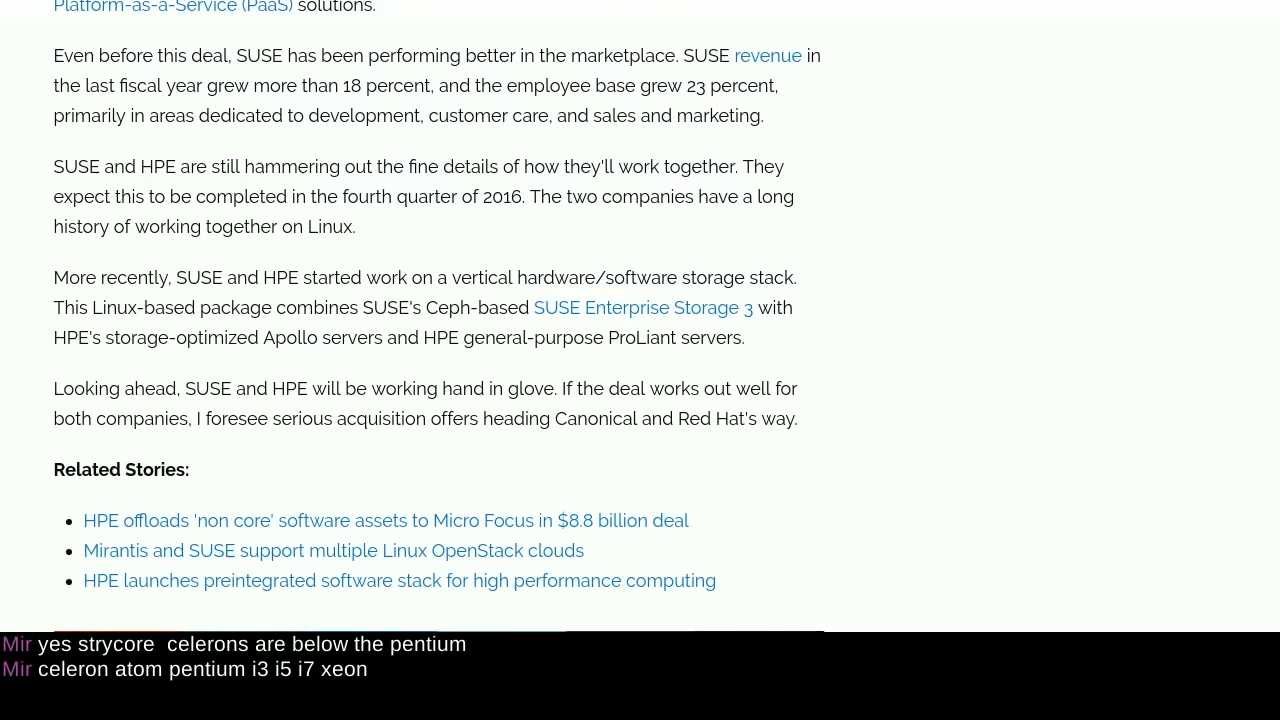 Platform-as-a-Service (PaaS) solutions.
Even before this deal, SUSE has been performing better in the marketplace. SUSE revenue in
the last fiscal year grew more than 18 percent, and the employee base grew 23 percent,
primarily in areas dedicated to development, customer care, and sales and marketing.
SUSE and HPE are still hammering out the fine details of how they'll work together. They
expect this to be completed in the fourth quarter of 2016. The two companies have a long
history of working together on Linux.
More recently, SUSE and HPE started work on a vertical hardware/software storage stack.
This Linux-based package combines SUSE's Ceph-based SUSE Enterprise Storage 3 with
HPE's storage-optimized Apollo servers and HPE general-purpose ProLiant servers.
Looking ahead, SUSE and HPE will be working hand in glove. If the deal works out well for
both companies, I foresee serious acquisition offers heading Canonical and Red Hat's way.
Related Stories:
• HPE offloads 'non core' software assets to Micro Focus in $8.8 billion deal
• Mirantis and SUSE support multiple Linux OpenStack clouds
• HPE launches preintegrated software stack for high performance computing
Mir yes strycore  celerons are below the pentium
Mir celeron atom pentium i3 i5 i7 xeon